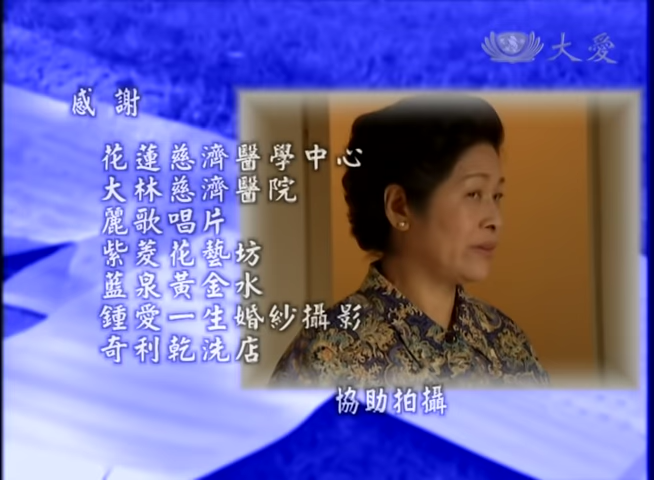 大愛
感謝
花蓮慈濟醫學中心
大林慈濟醫院
麗歌唱片
紫菱花藝坊
藍泉黃金水
鍾愛一生婚紗攝影
奇利乾洗店
協助拍攝